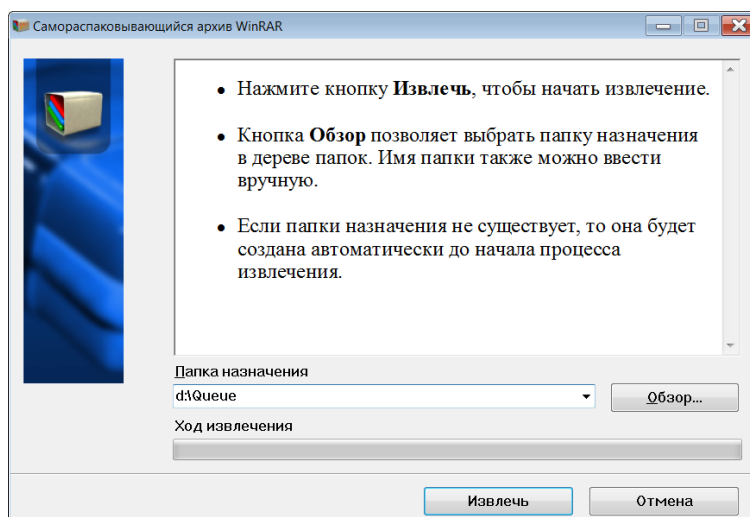 Самораспаковывающийся архив WinRAR
Нажмите кнопку Извлечь, чтобы начать извлечение.
Кнопка Обзор позволяет выбрать папку назначения
в дереве папок. Имя папки также можно ввести
вручную.
Если папки назначения не существует, то она будет
создана автоматически до начала процесса
извлечения.
Папка назначения
d:\Queue
Обзор...
Ход извлечения
Извлечь
Отмена